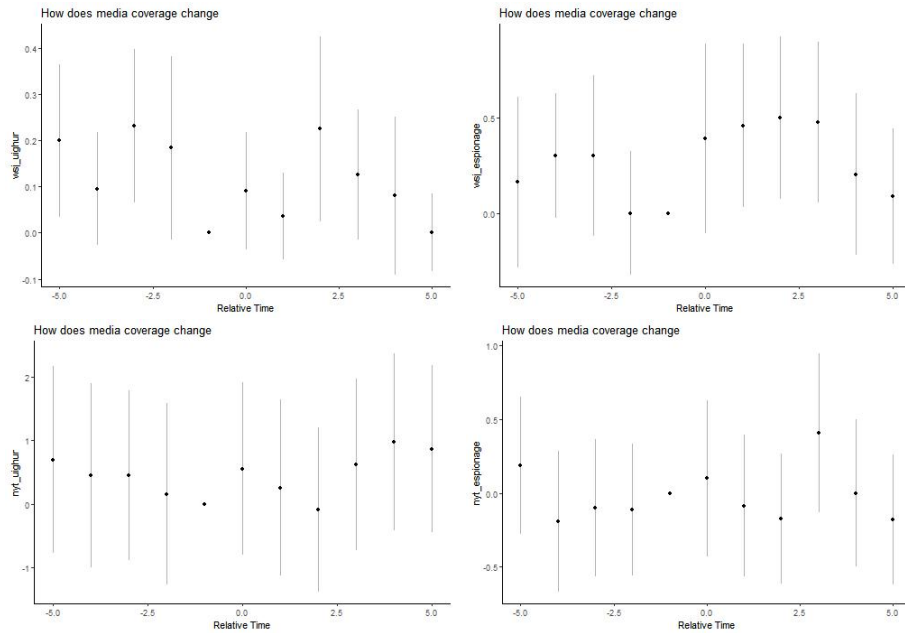 How does media coverage change
0.4
0.3
0.2
0.1
0.0
-0.1
wsj_uighur
-5.0 -2.5 0.0 2.5 5.0
Relative Time
How does media coverage change
0.5
0.0
wsj_espionage
-5.0 -2.5 0.0 2.5 5.0
Relative Time
How does media coverage change
2
1
0
-1
nyt_uighur
-5.0 -2.5 0.0 2.5 5.0
Relative Time
How does media coverage change
1.0
0.5
0.0
-0.5
nyt_espionage
-5.0 -2.5 0.0 2.5 5.0
Relative Time